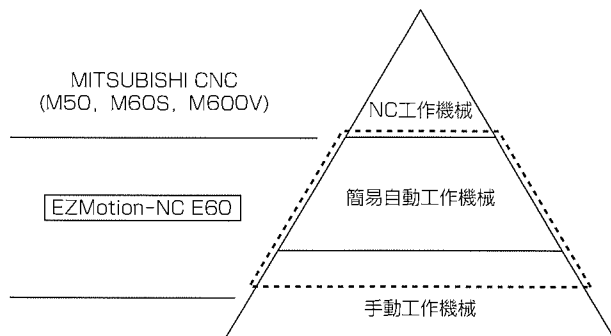 MITSUBISHI CNC
(M50, M60S, M600V)
NC工作機械
EZMotion-NC E60
簡易自動工作機械
手動工作機械